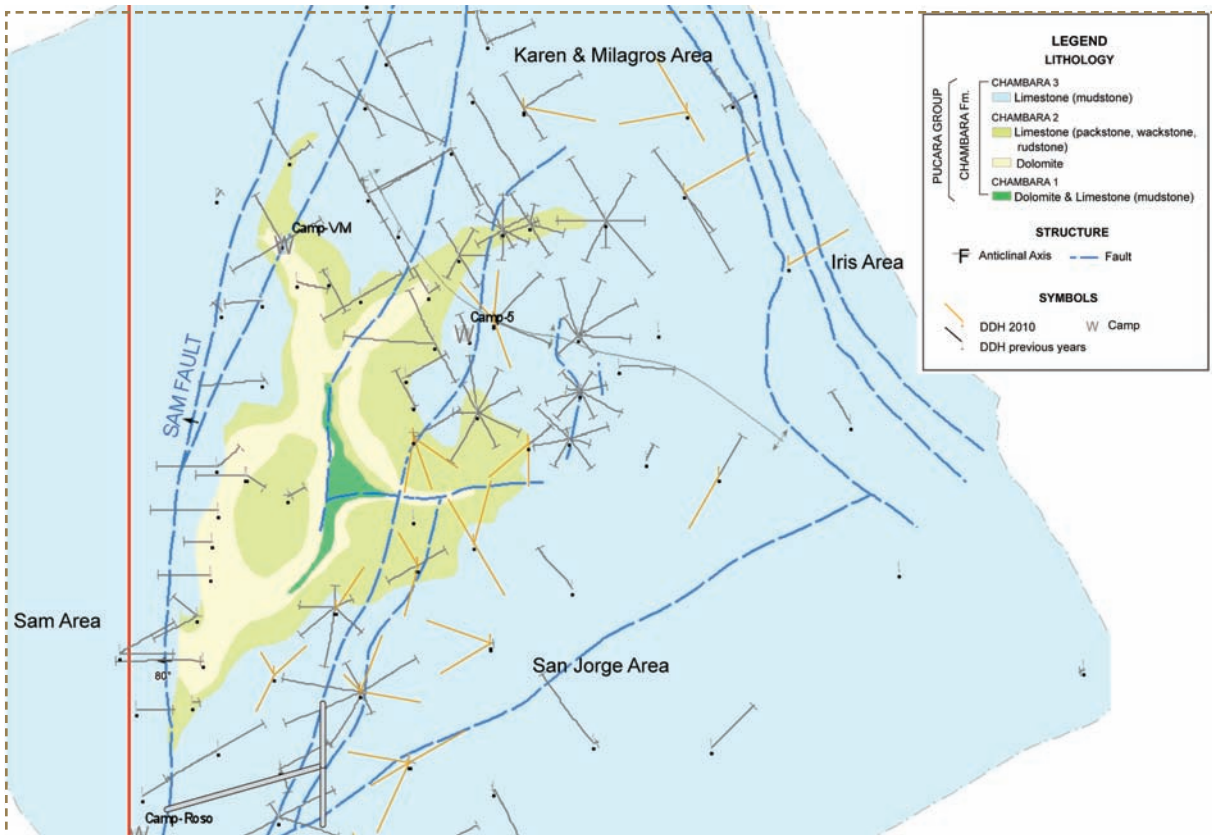 Karen & Milagros Area
Camp-VM
Iris Area
Camp-5
SAM FAULT
Sam Area
80°
San Jorge Area
Camp-Roso
LEGEND
LITHOLOGY
PUCARA GROUP
CHAMBARA Fm.
CHAMBARA 3
Limestone (mudstone)
CHAMBARA 2
Limestone (packstone, wackstone,
rudstone)
Dolomite
CHAMBARA 1
Dolomite & Limestone (mudstone)
STRUCTURE
F Anticlinal Axis
Fault
SYMBOLS
DDH 2010
W Camp
DDH previous years